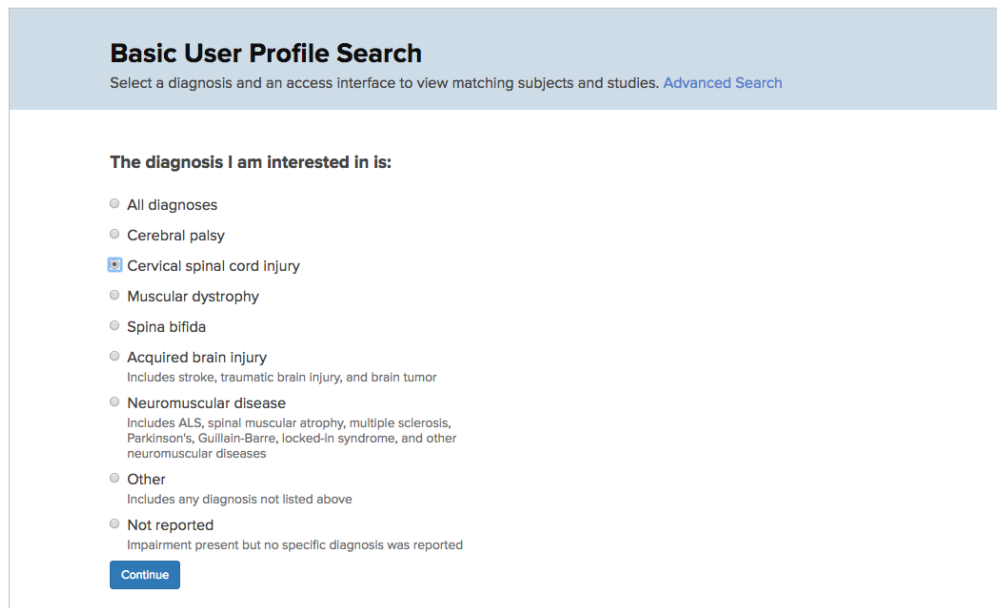 Basic User Profile Search
Select a diagnosis and an access interface to view matching subjects and studies. Advanced Search
The diagnosis I am interested in is:
All diagnoses
Cerebral palsy
Cervical spinal cord injury
Muscular dystrophy
Spina bifida
Acquired brain injury
Includes stroke, traumatic brain injury, and brain tumor
Neuromuscular disease
Includes ALS, spinal muscular atrophy, multiple sclerosis,
Parkinson's, Guillain-Barre, locked-in syndrome, and other
neuromuscular diseases
Other
Includes any diagnosis not listed above
Not reported
Impairment present but no specific diagnosis was reported
Continue